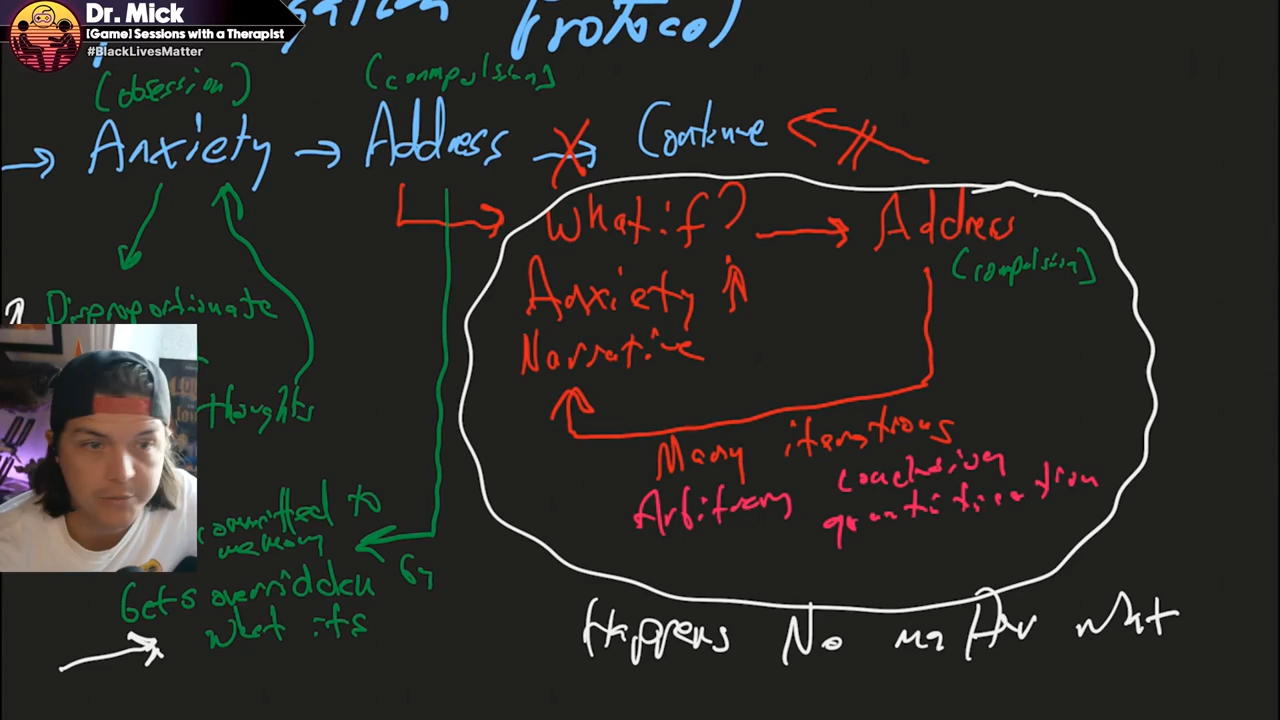 Dr. Mick
[Game] Sessions with a Therapist
#BlackLivesMatter
Protocol
(obsession)
(compulsion)
→ Anxiety → Address → Continue
What if? → Address
(compulsion)
Anxiety ↑
Narrative
Disproportionate
thoughts
Many iterations
Arbitrary conclusion
quantification
committed to
memory
Gets overridden by
what ifs
Happens No matter what